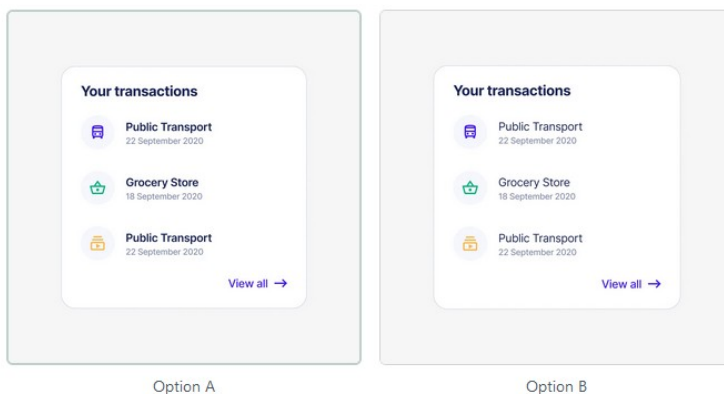 Your transactions
Public Transport
22 September 2020
Grocery Store
18 September 2020
Public Transport
22 September 2020
View all →
Option A
Your transactions
Public Transport
22 September 2020
Grocery Store
18 September 2020
Public Transport
22 September 2020
View all →
Option B